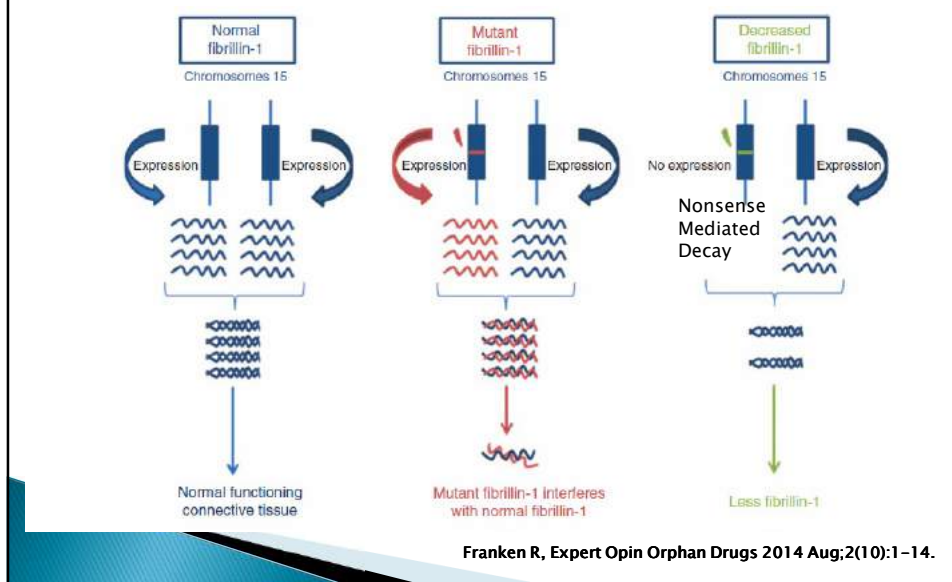 Normal
fibrillin-1
Chromosomes 15
Expression
Expression
Normal functioning
connective tissue
Mutant
fibrillin-1
Chromosomes 15
Expression
Expression
Mutant fibrillin-1 interferes
with normal fibrillin-1
Decreased
fibrillin-1
Chromosomes 15
No expression
Expression
Nonsense
Mediated
Decay
Less fibrillin-1
Franken R, Expert Opin Orphan Drugs 2014 Aug;2(10):1-14.